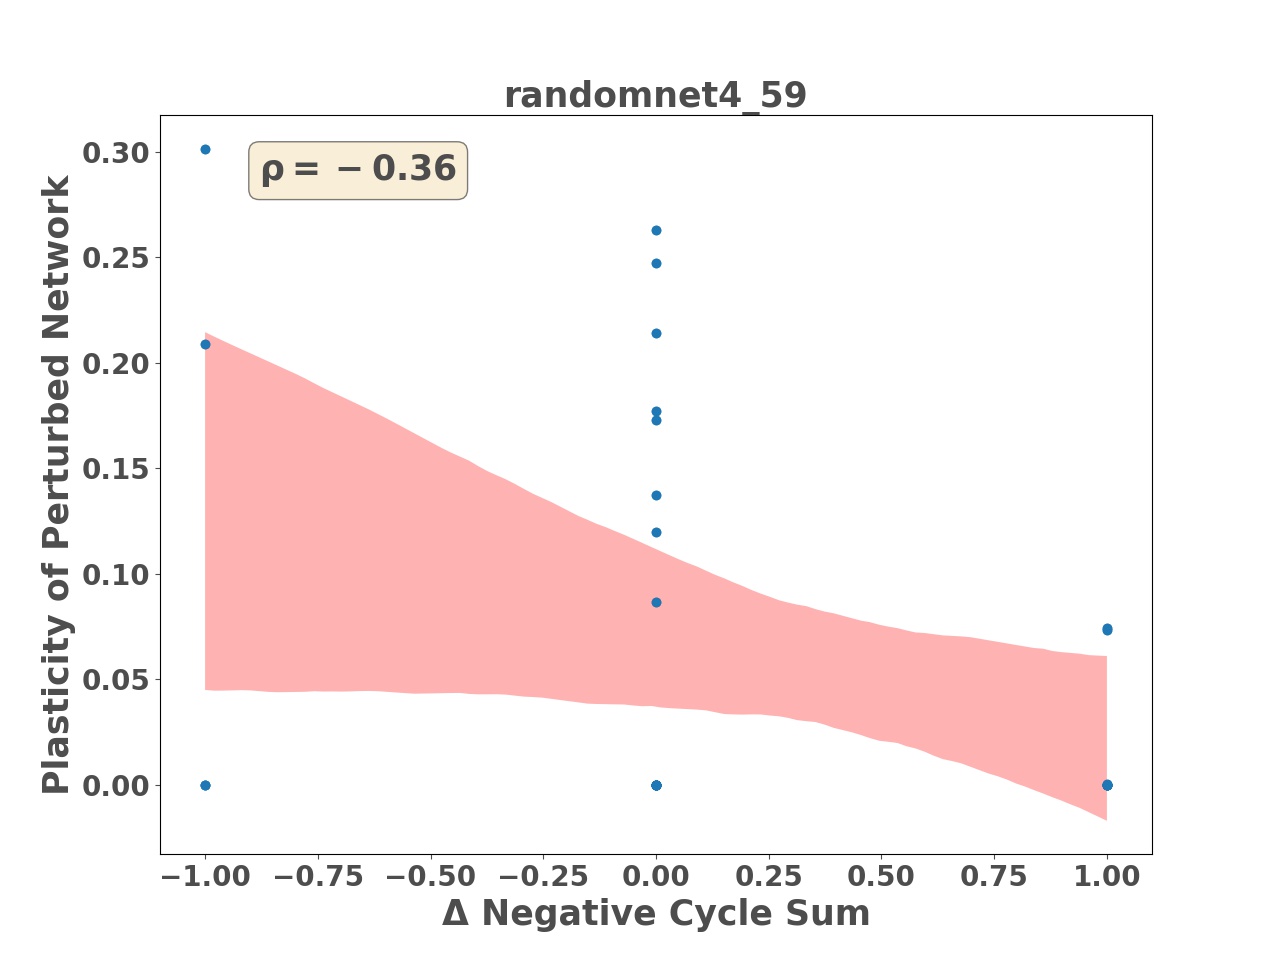 randomnet4_59
ρ = − 0.36
Plasticity of Perturbed Network
0.30
0.25
0.20
0.15
0.10
0.05
0.00
−1.00 −0.75 −0.50 −0.25 0.00 0.25 0.50 0.75 1.00
Δ Negative Cycle Sum